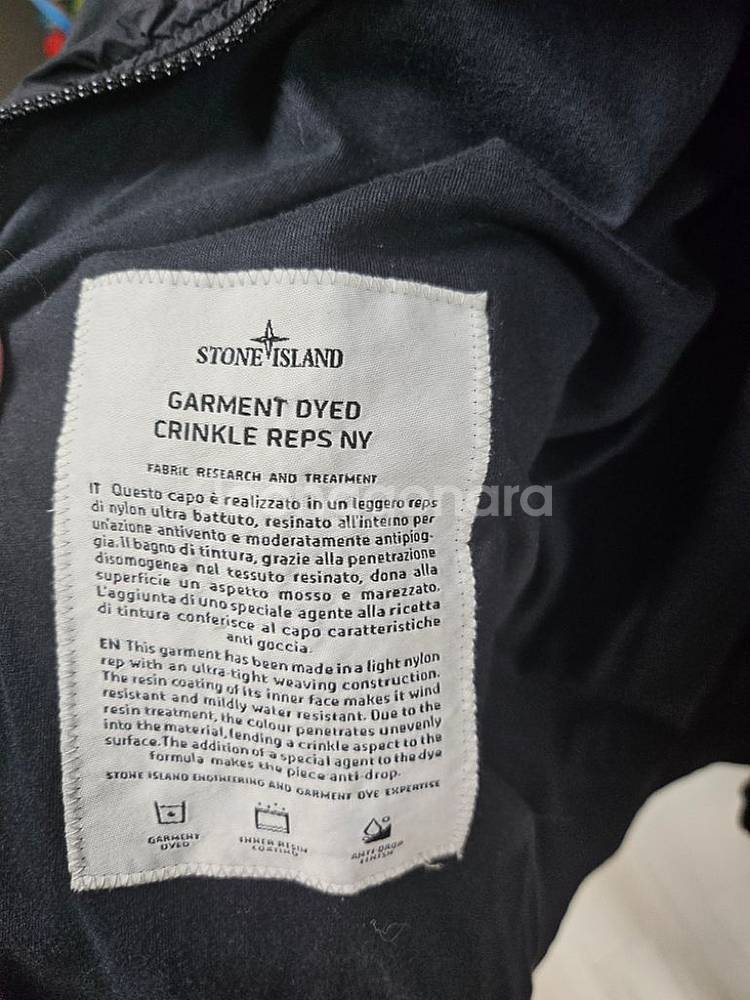 STONE ISLAND
GARMENT DYED
CRINKLE REPS NY
FABRIC RESEARCH AND TREATMENT
IT Questo capo è realizzato in un leggero reps
di nylon ultra battuto, resinato all'interno per
un'azione antivento e moderatamente antipiog-
gia. Il bagno di tintura, grazie alla penetrazione
disomogenea nel tessuto resinato, dona alla
superficie un aspetto mosso e marezzato.
L'aggiunta di uno speciale agente alla ricetta
di tintura conferisce al capo caratteristiche
anti goccia.
EN This garment has been made in a light nylon
rep with an ultra-tight weaving construction.
The resin coating of its inner face makes it wind
resistant and mildly water resistant. Due to the
resin treatment, the colour penetrates unevenly
into the material, lending a crinkle aspect to the
surface. The addition of a special agent to the dye
formula makes the piece anti-drop.
STONE ISLAND ENGINEERING AND GARMENT DYE EXPERTISE
GARMENT
DYED
INNER RESIN
COATING
ANTI-DROP
FINISH